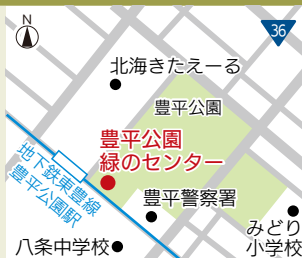 N
36
北海きたえーる
豊平公園
豊平公園
緑のセンター
地下鉄東豊線
豊平公園駅
豊平警察署
みどり
小学校
八条中学校